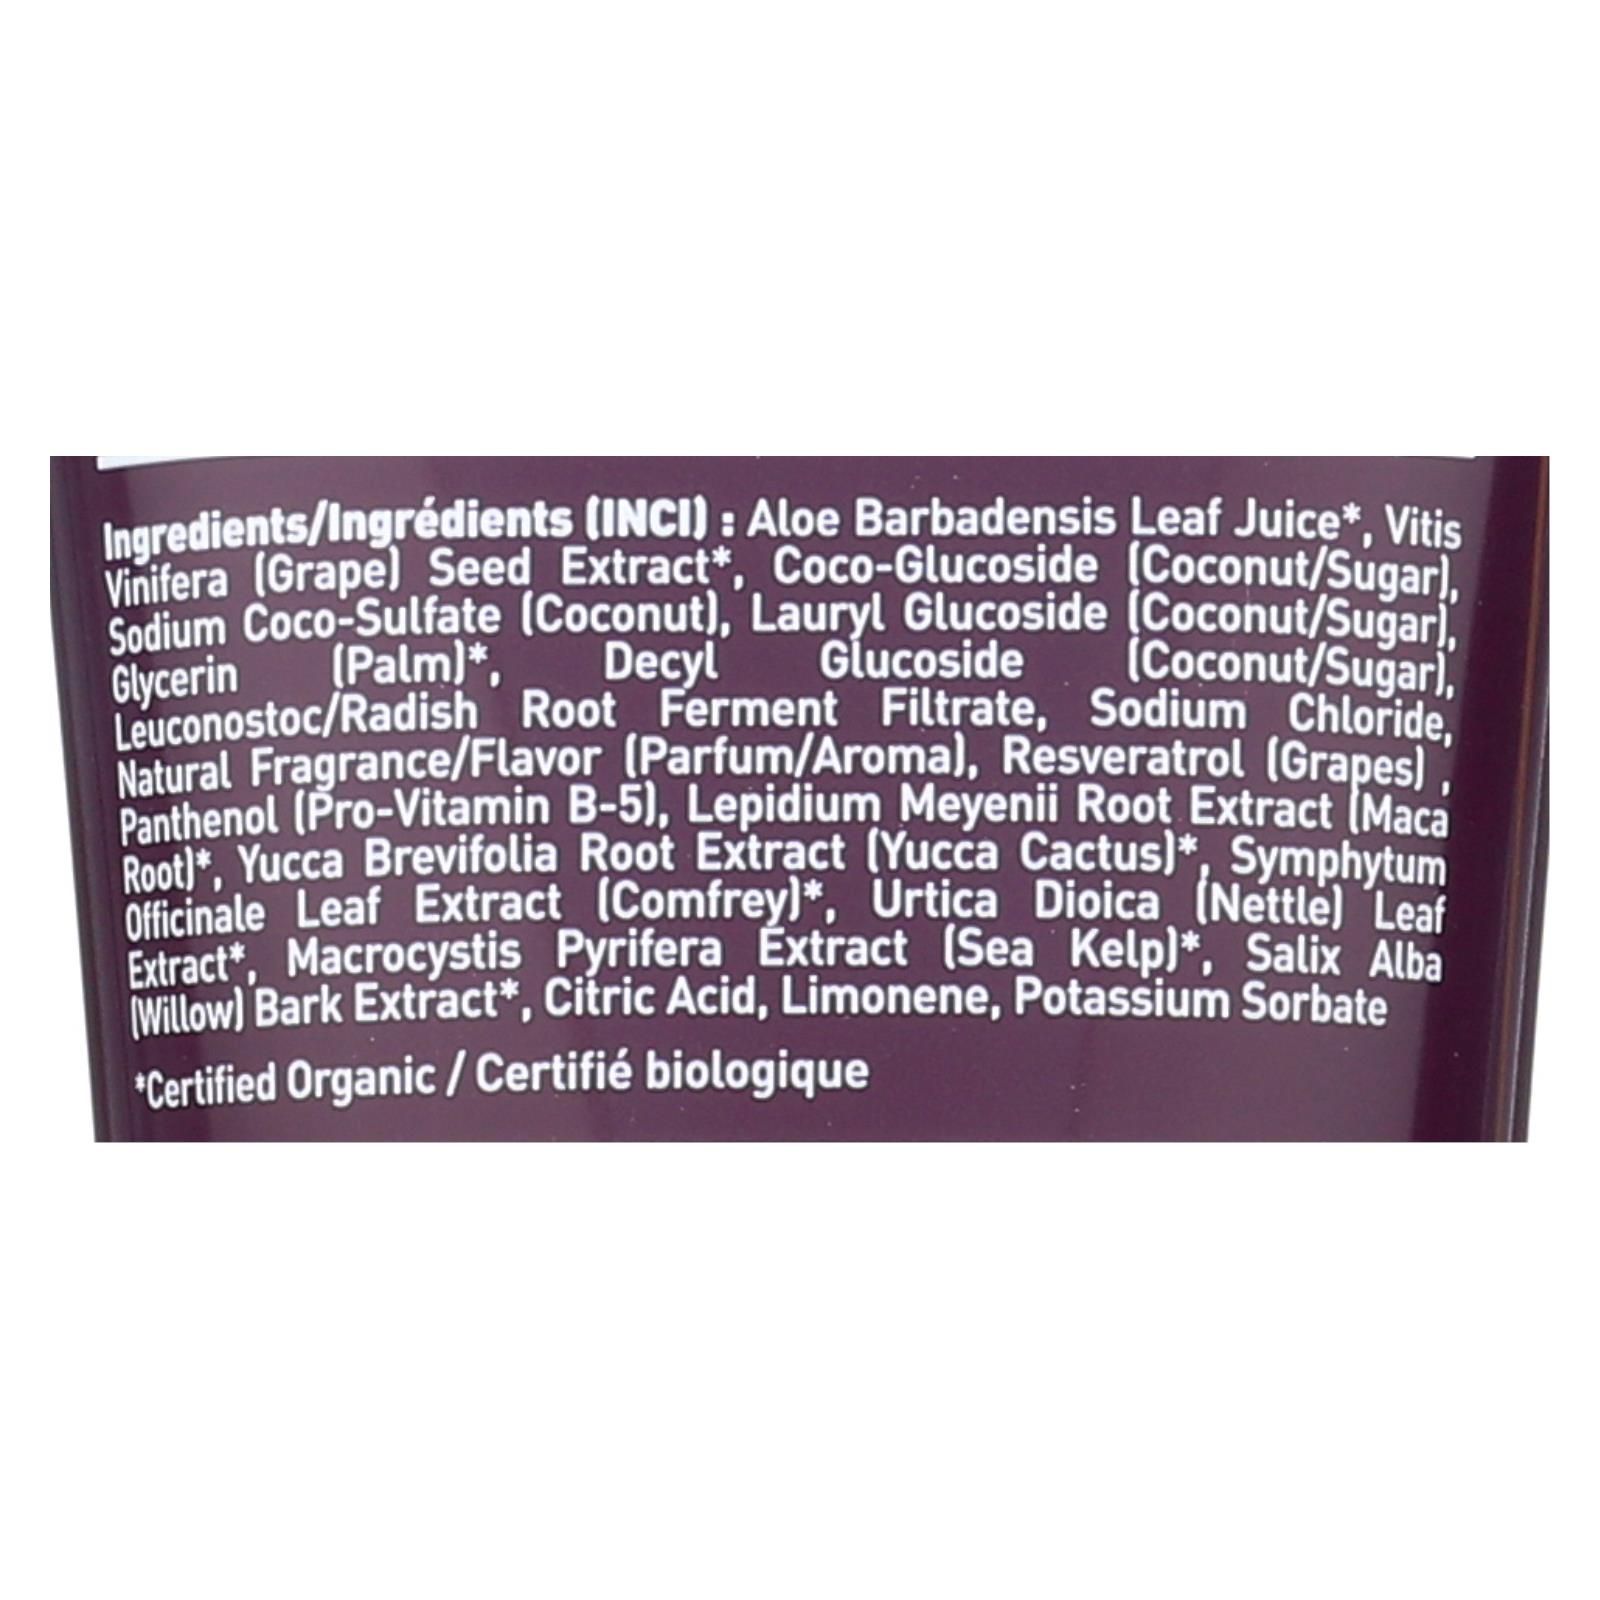 Ingredients/Ingrédients (INCI) : Aloe Barbadensis Leaf Juice*, Vitis
Vinifera (Grape) Seed Extract*, Coco-Glucoside (Coconut/Sugar),
Sodium Coco-Sulfate (Coconut), Lauryl Glucoside (Coconut/Sugar),
Glycerin (Palm)*, Decyl Glucoside (Coconut/Sugar),
Leuconostoc/Radish Root Ferment Filtrate, Sodium Chloride,
Natural Fragrance/Flavor (Parfum/Aroma), Resveratrol (Grapes) ,
Panthenol (Pro-Vitamin B-5), Lepidium Meyenii Root Extract (Maca
Root)*, Yucca Brevifolia Root Extract (Yucca Cactus)*, Symphytum
Officinale Leaf Extract (Comfrey)*, Urtica Dioica (Nettle) Leaf
Extract*, Macrocystis Pyrifera Extract (Sea Kelp)*, Salix Alba
(Willow) Bark Extract*, Citric Acid, Limonene, Potassium Sorbate
*Certified Organic / Certifié biologique